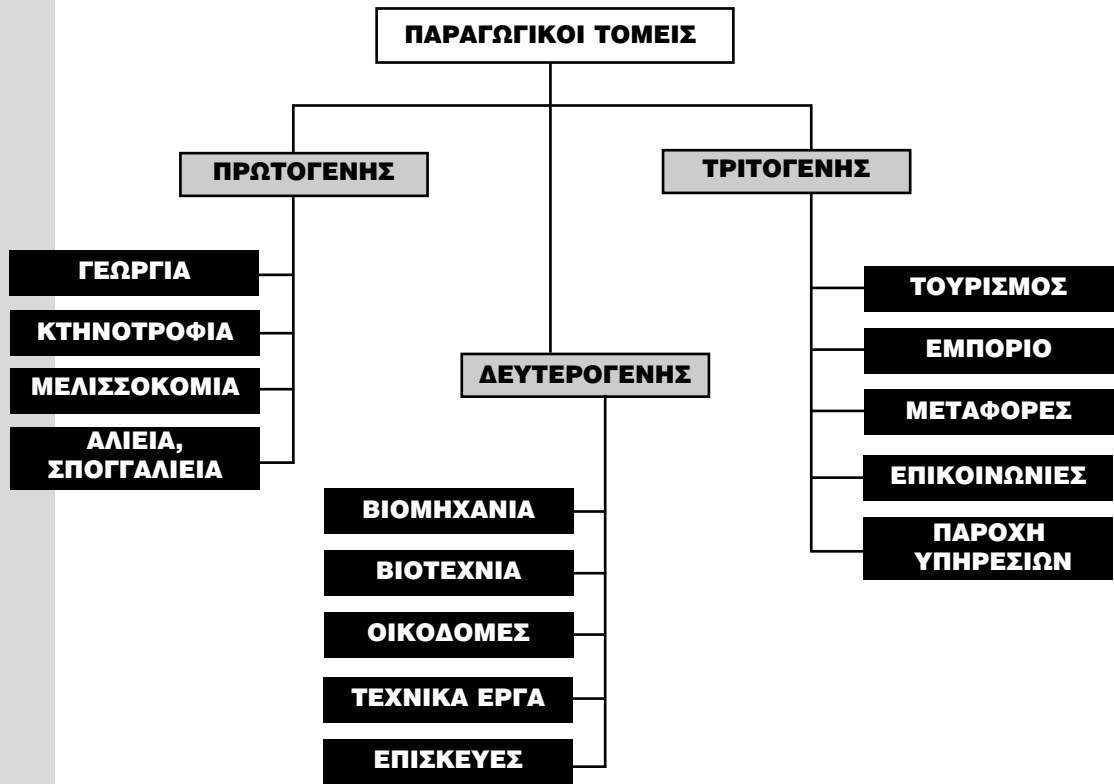 ΠΑΡΑΓΩΓΙΚΟΙ ΤΟΜΕΙΣ
ΠΡΩΤΟΓΕΝΗΣ
ΓΕΩΡΓΙΑ
ΚΤΗΝΟΤΡΟΦΙΑ
ΜΕΛΙΣΣΟΚΟΜΙΑ
ΑΛΙΕΙΑ,
ΣΠΟΓΓΑΛΙΕΙΑ
ΔΕΥΤΕΡΟΓΕΝΗΣ
ΒΙΟΜΗΧΑΝΙΑ
ΒΙΟΤΕΧΝΙΑ
ΟΙΚΟΔΟΜΕΣ
ΤΕΧΝΙΚΑ ΕΡΓΑ
ΕΠΙΣΚΕΥΕΣ
ΤΡΙΤΟΓΕΝΗΣ
ΤΟΥΡΙΣΜΟΣ
ΕΜΠΟΡΙΟ
ΜΕΤΑΦΟΡΕΣ
ΕΠΙΚΟΙΝΩΝΙΕΣ
ΠΑΡΟΧΗ
ΥΠΗΡΕΣΙΩΝ